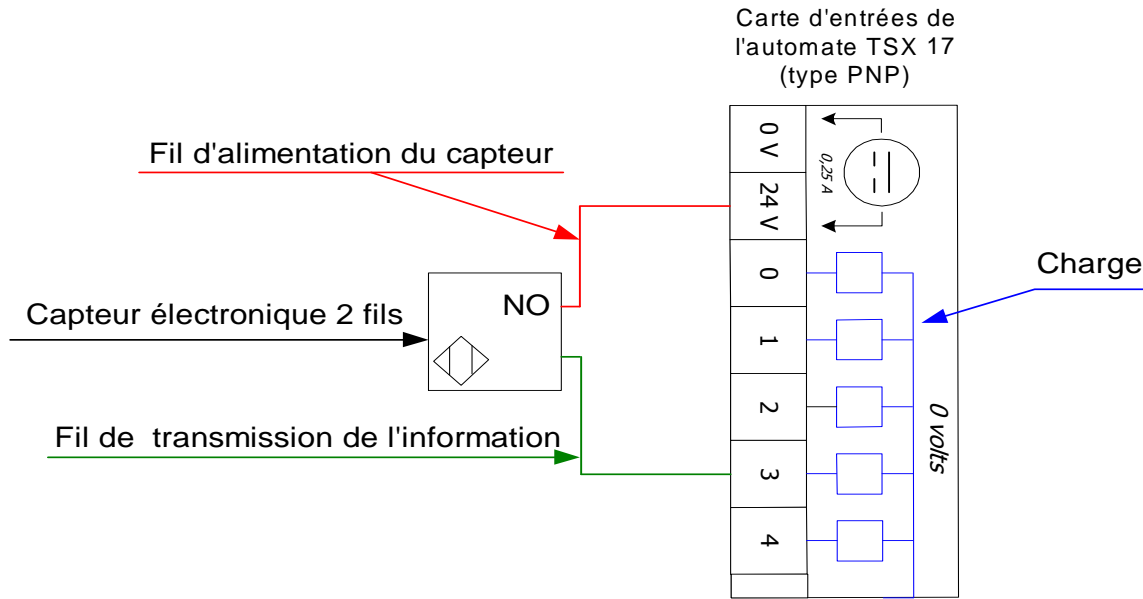 Carte d'entrées de
l'automate TSX 17
(type PNP)
Fil d'alimentation du capteur
0 V
0,25 A
24 V
0
Charge
NO
Capteur électronique 2 fils
1
2
0 volts
Fil de transmission de l'information
3
4